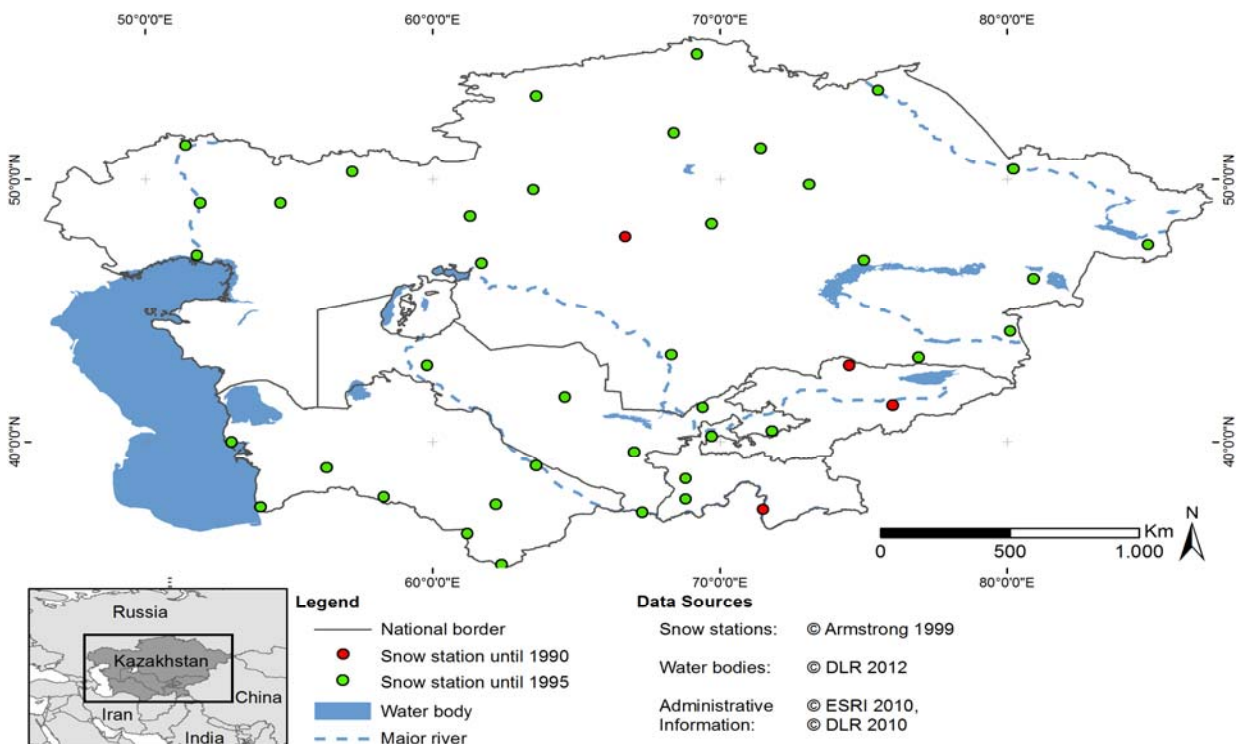 50°0'0"E 60°0'0"E 70°0'0"E 80°0'0"E
50°0'0"N
50°0'0"N
40°0'0"N
40°0'0"N
N
Km
0 500 1.000
60°0'0"E 70°0'0"E 80°0'0"E
Russia
Kazakhstan
China
Iran
India
Legend
National border
Snow station until 1990
Snow station until 1995
Water body
Major river
Data Sources
Snow stations: © Armstrong 1999
Water bodies: © DLR 2012
Administrative © ESRI 2010,
Information: © DLR 2010